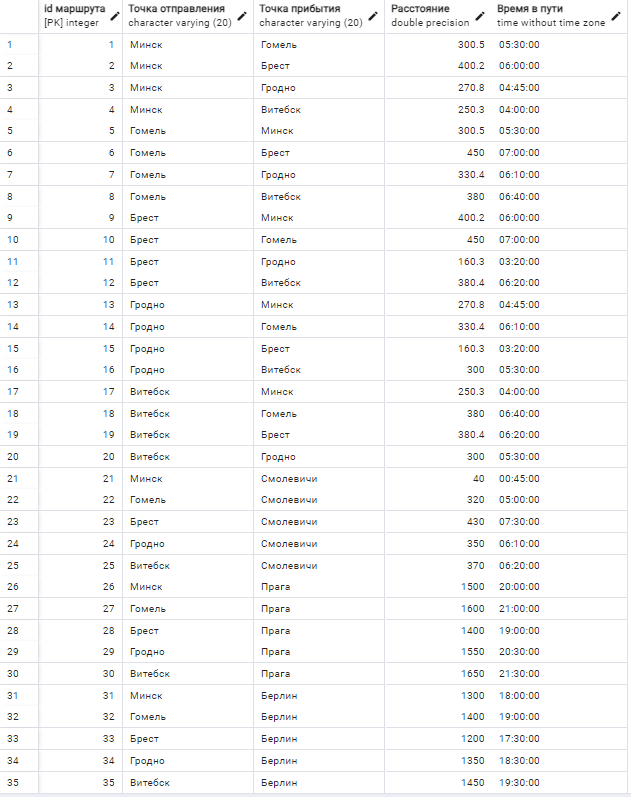 id маршрута Точка отправления Точка прибытия Расстояние Время в пути
[PK] integer character varying (20) character varying (20) double precision time without time zone
1 1 Минск Гомель 300.5 05:30:00
2 2 Минск Брест 400.2 06:00:00
3 3 Минск Гродно 270.8 04:45:00
4 4 Минск Витебск 250.3 04:00:00
5 5 Гомель Минск 300.5 05:30:00
6 6 Гомель Брест 450 07:00:00
7 7 Гомель Гродно 330.4 06:10:00
8 8 Гомель Витебск 380 06:40:00
9 9 Брест Минск 400.2 06:00:00
10 10 Брест Гомель 450 07:00:00
11 11 Брест Гродно 160.3 03:20:00
12 12 Брест Витебск 380.4 06:20:00
13 13 Гродно Минск 270.8 04:45:00
14 14 Гродно Гомель 330.4 06:10:00
15 15 Гродно Брест 160.3 03:20:00
16 16 Гродно Витебск 300 05:30:00
17 17 Витебск Минск 250.3 04:00:00
18 18 Витебск Гомель 380 06:40:00
19 19 Витебск Брест 380.4 06:20:00
20 20 Витебск Гродно 300 05:30:00
21 21 Минск Смолевичи 40 00:45:00
22 22 Гомель Смолевичи 320 05:00:00
23 23 Брест Смолевичи 430 07:30:00
24 24 Гродно Смолевичи 350 06:10:00
25 25 Витебск Смолевичи 370 06:20:00
26 26 Минск Прага 1500 20:00:00
27 27 Гомель Прага 1600 21:00:00
28 28 Брест Прага 1400 19:00:00
29 29 Гродно Прага 1550 20:30:00
30 30 Витебск Прага 1650 21:30:00
31 31 Минск Берлин 1300 18:00:00
32 32 Гомель Берлин 1400 19:00:00
33 33 Брест Берлин 1200 17:30:00
34 34 Гродно Берлин 1350 18:30:00
35 35 Витебск Берлин 1450 19:30:00